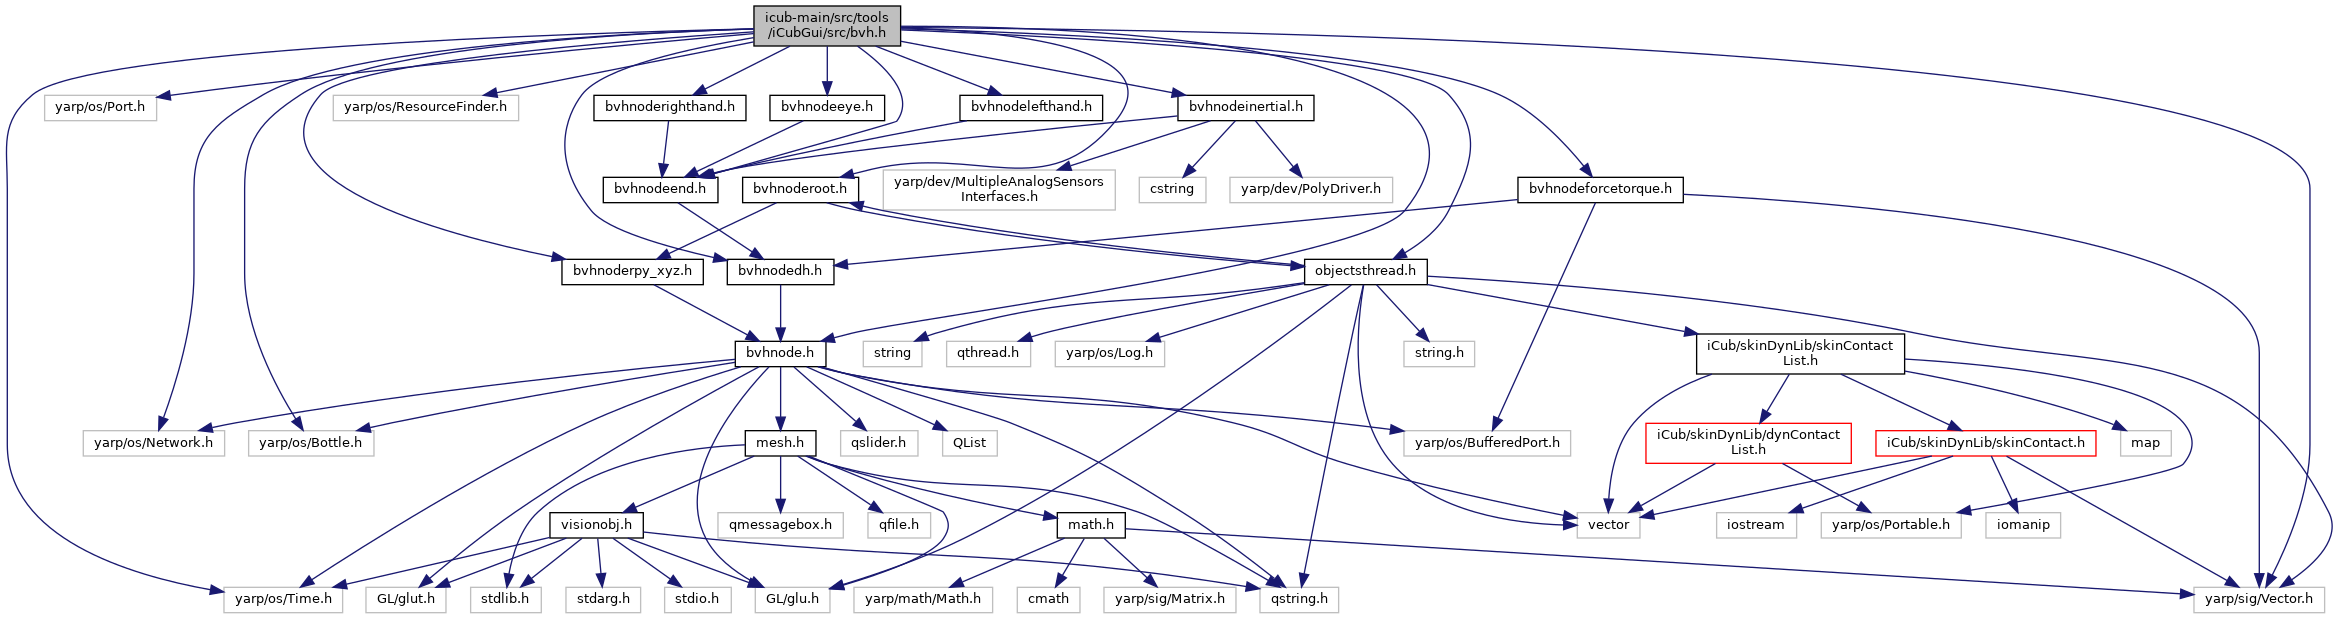 icub-main/src/tools
/iCubGui/src/bvh.h
yarp/os/Port.h
yarp/os/ResourceFinder.h
bvhnoderighthand.h
bvhnodeeye.h
bvhnodelefthand.h
bvhnodeinertial.h
bvhnodeend.h
bvhnoderoot.h
yarp/dev/MultipleAnalogSensors
Interfaces.h
cstring
yarp/dev/PolyDriver.h
bvhnodeforcetorque.h
bvhnoderpy_xyz.h
bvhnodedh.h
objectsthread.h
bvhnode.h
string
qthread.h
yarp/os/Log.h
string.h
iCub/skinDynLib/skinContact
List.h
yarp/os/Network.h
yarp/os/Bottle.h
mesh.h
qslider.h
QList
yarp/os/BufferedPort.h
iCub/skinDynLib/dynContact
List.h
iCub/skinDynLib/skinContact.h
map
visionobj.h
qmessagebox.h
qfile.h
math.h
vector
iostream
yarp/os/Portable.h
iomanip
yarp/os/Time.h
GL/glut.h
stdlib.h
stdarg.h
stdio.h
GL/glu.h
yarp/math/Math.h
cmath
yarp/sig/Matrix.h
qstring.h
yarp/sig/Vector.h